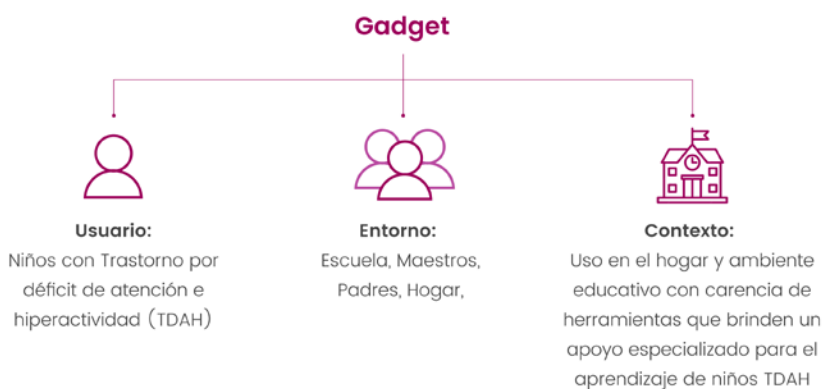 Gadget
Usuario:
Niños con Trastorno por
déficit de atención e
hiperactividad (TDAH)
Entorno:
Escuela, Maestros,
Padres, Hogar,
Contexto:
Uso en el hogar y ambiente
educativo con carencia de
herramientas que brinden un
apoyo especializado para el
aprendizaje de niños TDAH